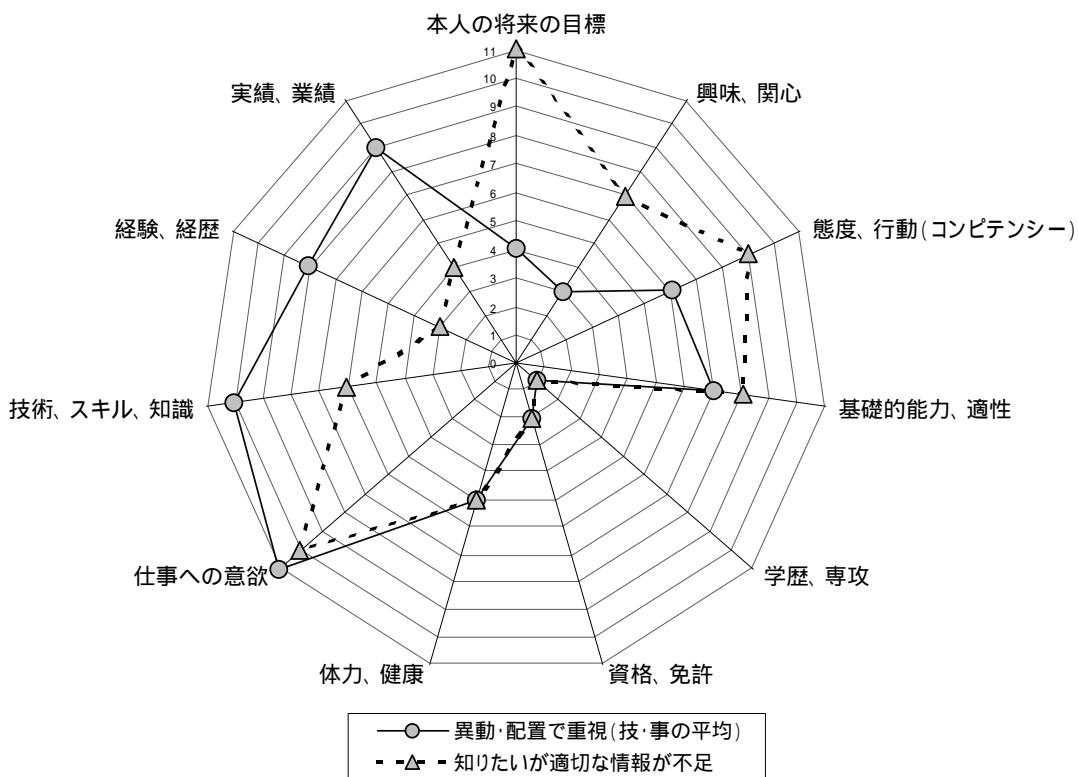 本人の将来の目標
11
10
9
8
7
6
5
4
3
2
1
0
興味、関心
態度、行動(コンピテンシー)
基礎的能力、適性
学歴、専攻
資格、免許
体力、健康
仕事への意欲
技術、スキル、知識
経験、経歴
実績、業績
異動・配置で重視(技・事の平均)
知りたいが適切な情報が不足